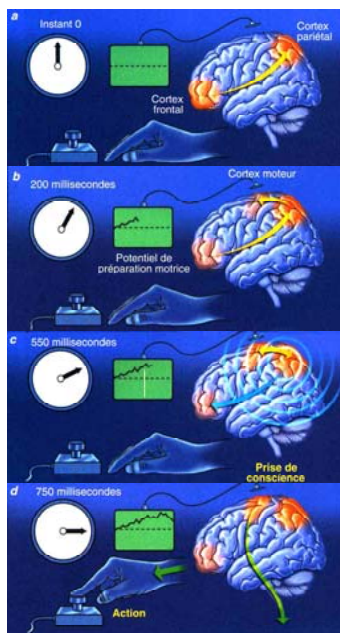 a
Instant 0
Cortex
pariétal
Cortex
frontal
b
200 millisecondes
Cortex moteur
Potentiel de
préparation motrice
c
550 millisecondes
Prise de
conscience
d
750 millisecondes
Action